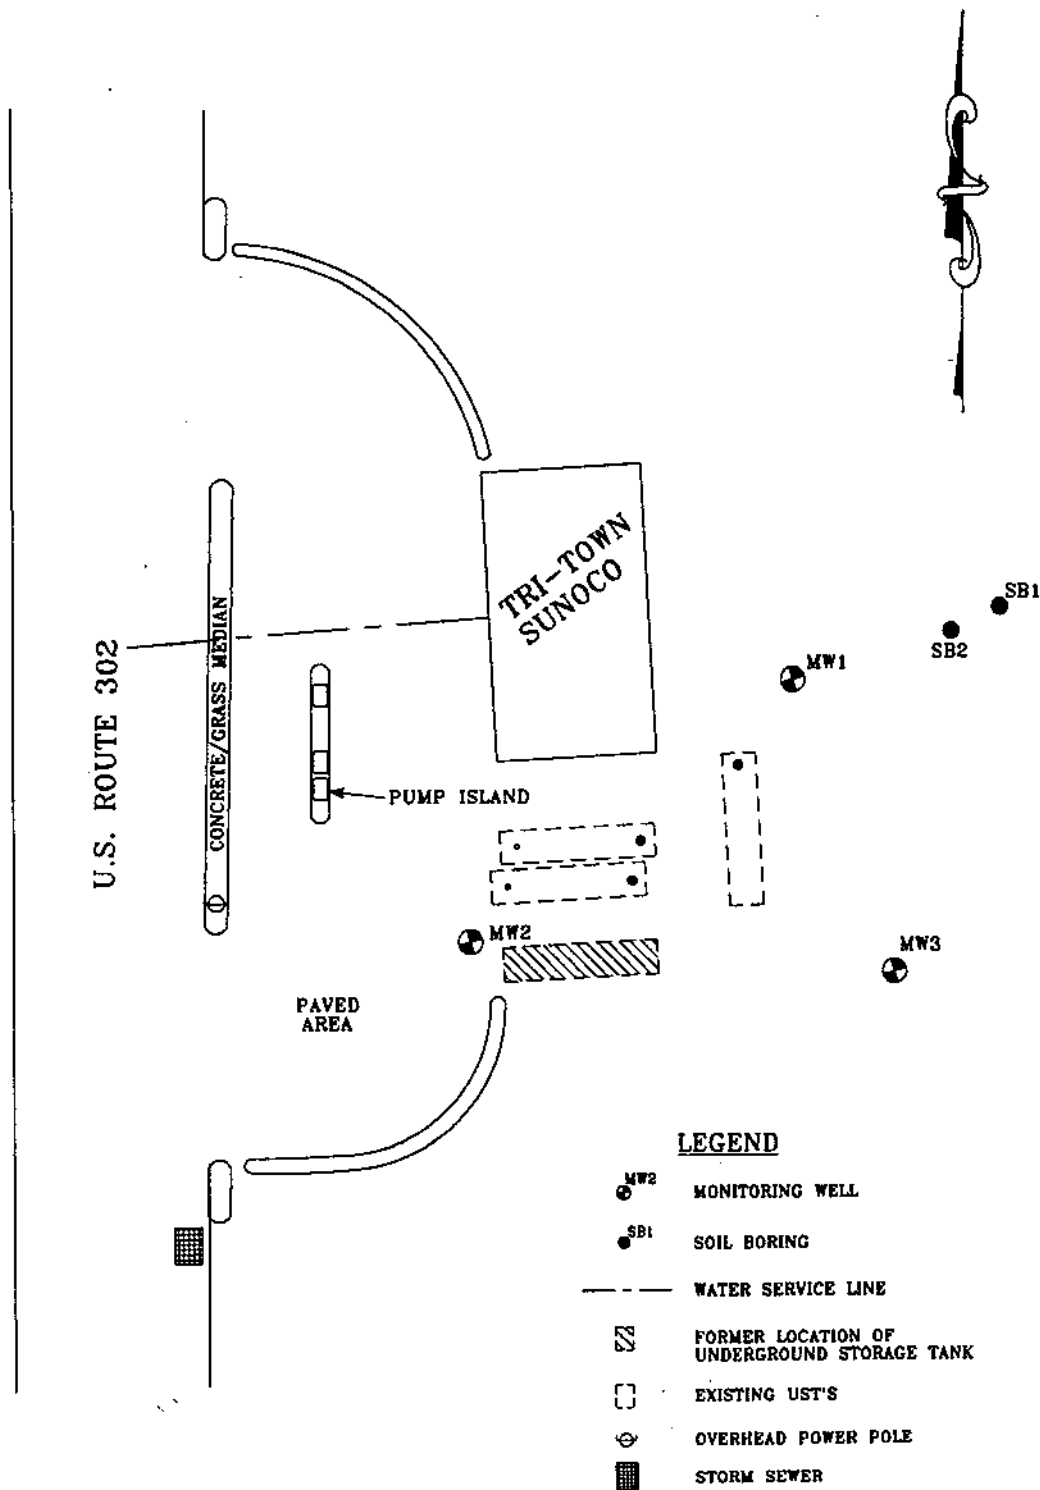 TRI-TOWN
SUNOCO
SB1
SB2
MW1
U.S. ROUTE 302
CONCRETE/GRASS MEDIAN
PUMP ISLAND
MW2
MW3
PAVED
AREA
LEGEND
MW2
MONITORING WELL
SB1
SOIL BORING
WATER SERVICE LINE
FORMER LOCATION OF
UNDERGROUND STORAGE TANK
EXISTING UST'S
OVERHEAD POWER POLE
STORM SEWER